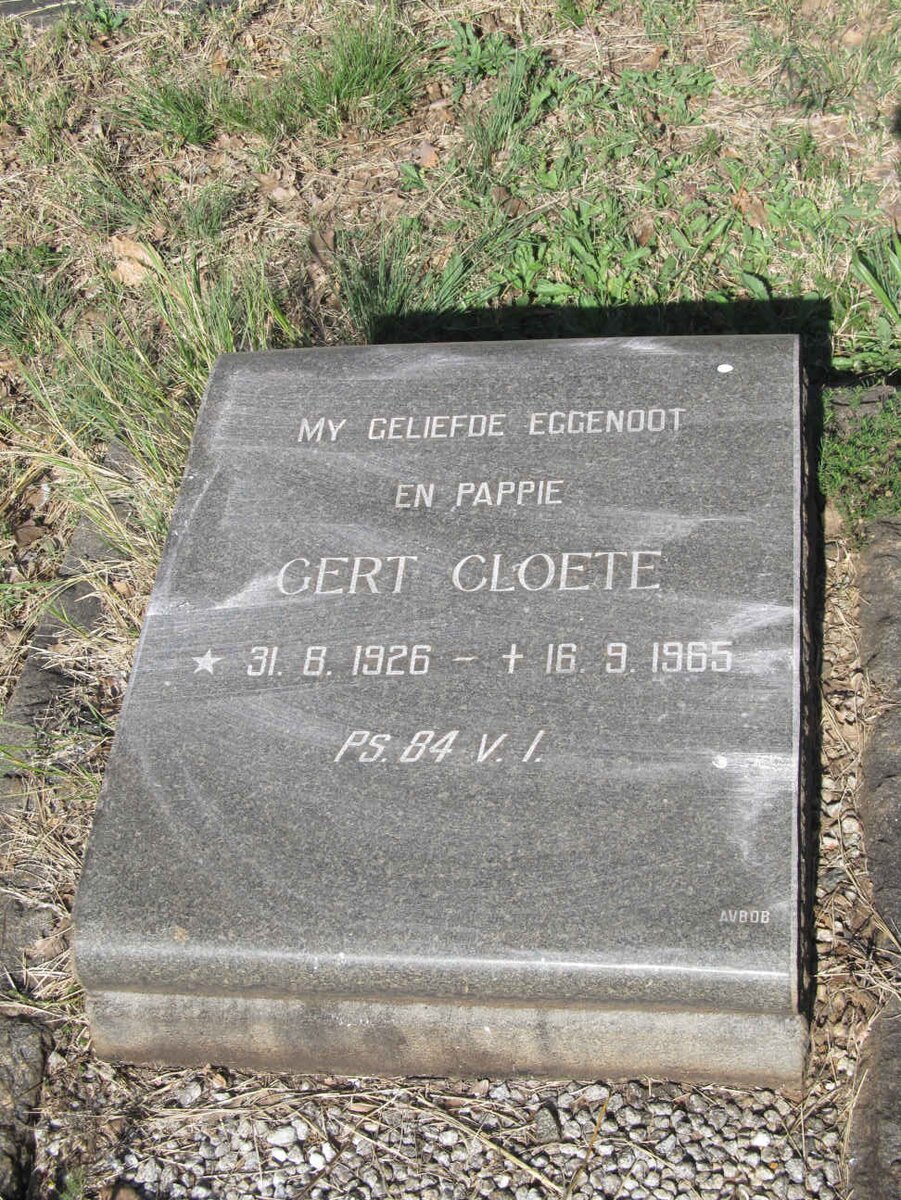 MY GELIEFDE EGGENOOT
EN PAPPIE
GERT CLOETE
★ 31. 8. 1926 – ✝ 16. 9. 1965
PS. 84 V. 1.
AVBOB